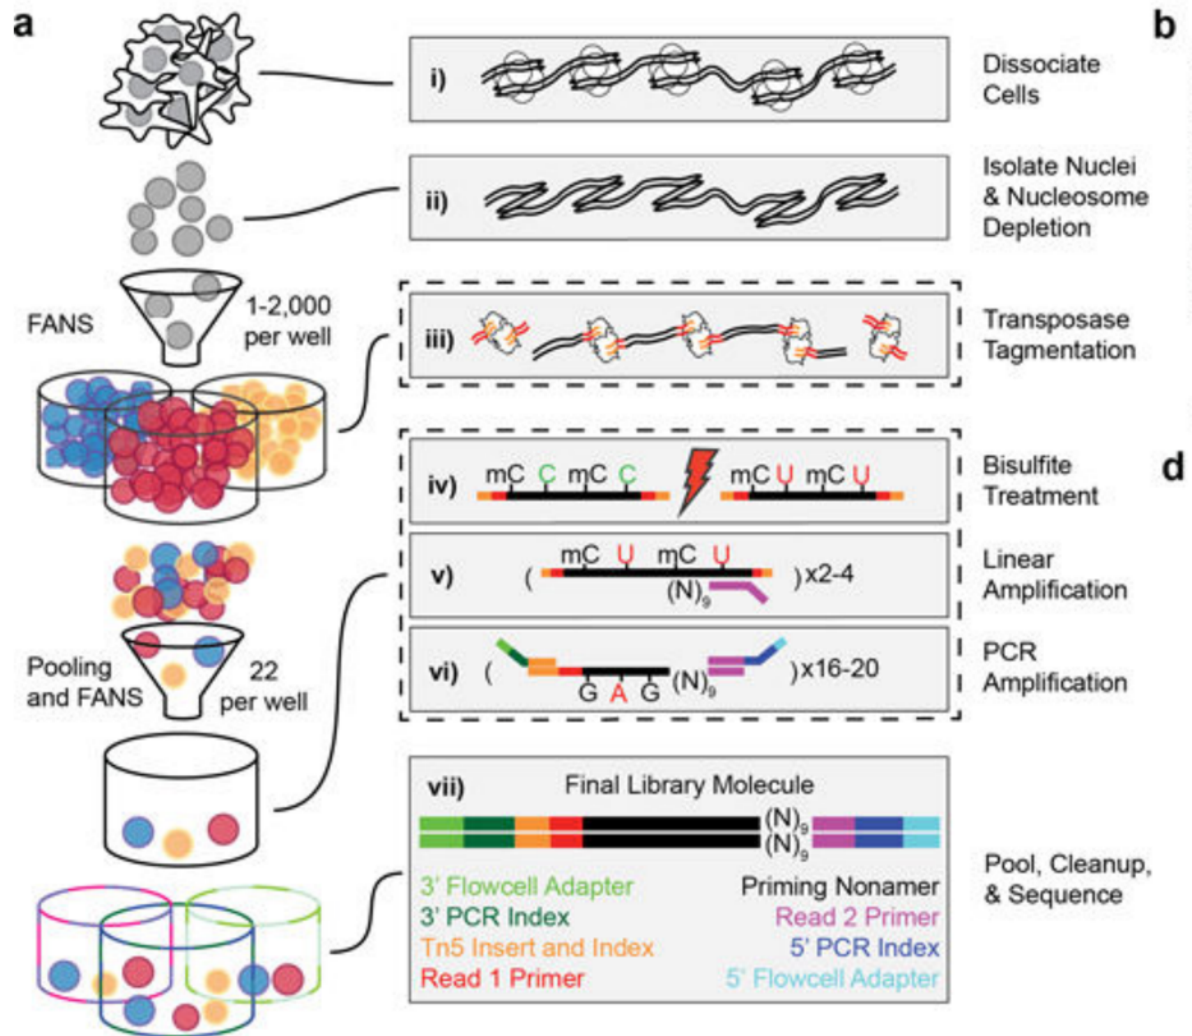 a
b
i)
Dissociate
Cells
ii)
Isolate Nuclei
& Nucleosome
Depletion
FANS
1-2,000
per well
iii)
Transposase
Tagmentation
iv)
mC C mC C
mC U mC U
Bisulfite
Treatment
d
v)
mC U mC U
( (N)9 )x2-4
Linear
Amplification
Pooling
and FANS
22
per well
vi)
( (N)9 )x16-20
G A G
PCR
Amplification
vii) Final Library Molecule
(N)9
(N)9
3' Flowcell Adapter
3' PCR Index
Tn5 Insert and Index
Read 1 Primer
Priming Nonamer
Read 2 Primer
5' PCR Index
5' Flowcell Adapter
Pool, Cleanup,
& Sequence